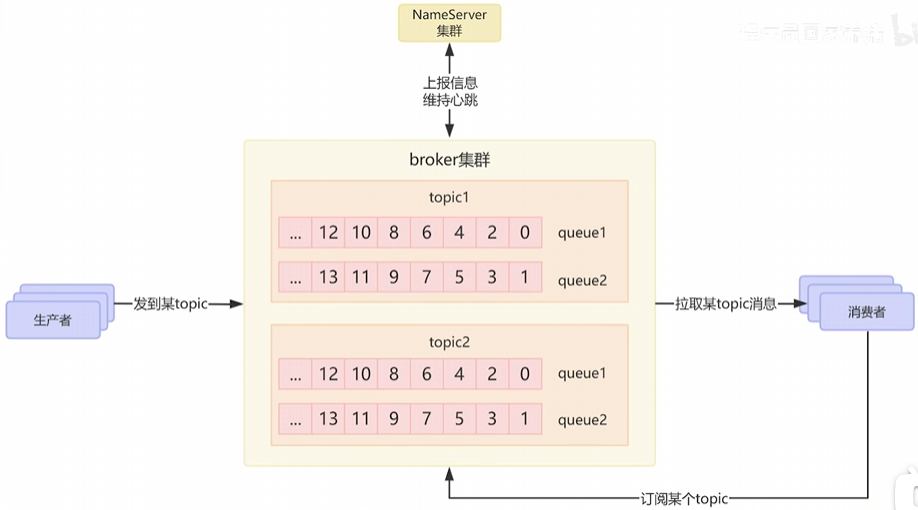 NameServer
集群
上报信息
维持心跳
broker集群
topic1
... 12 10 8 6 4 2 0 queue1
... 13 11 9 7 5 3 1 queue2
生产者
发到某topic
拉取某topic消息
消费者
topic2
... 12 10 8 6 4 2 0 queue1
... 13 11 9 7 5 3 1 queue2
订阅某个topic